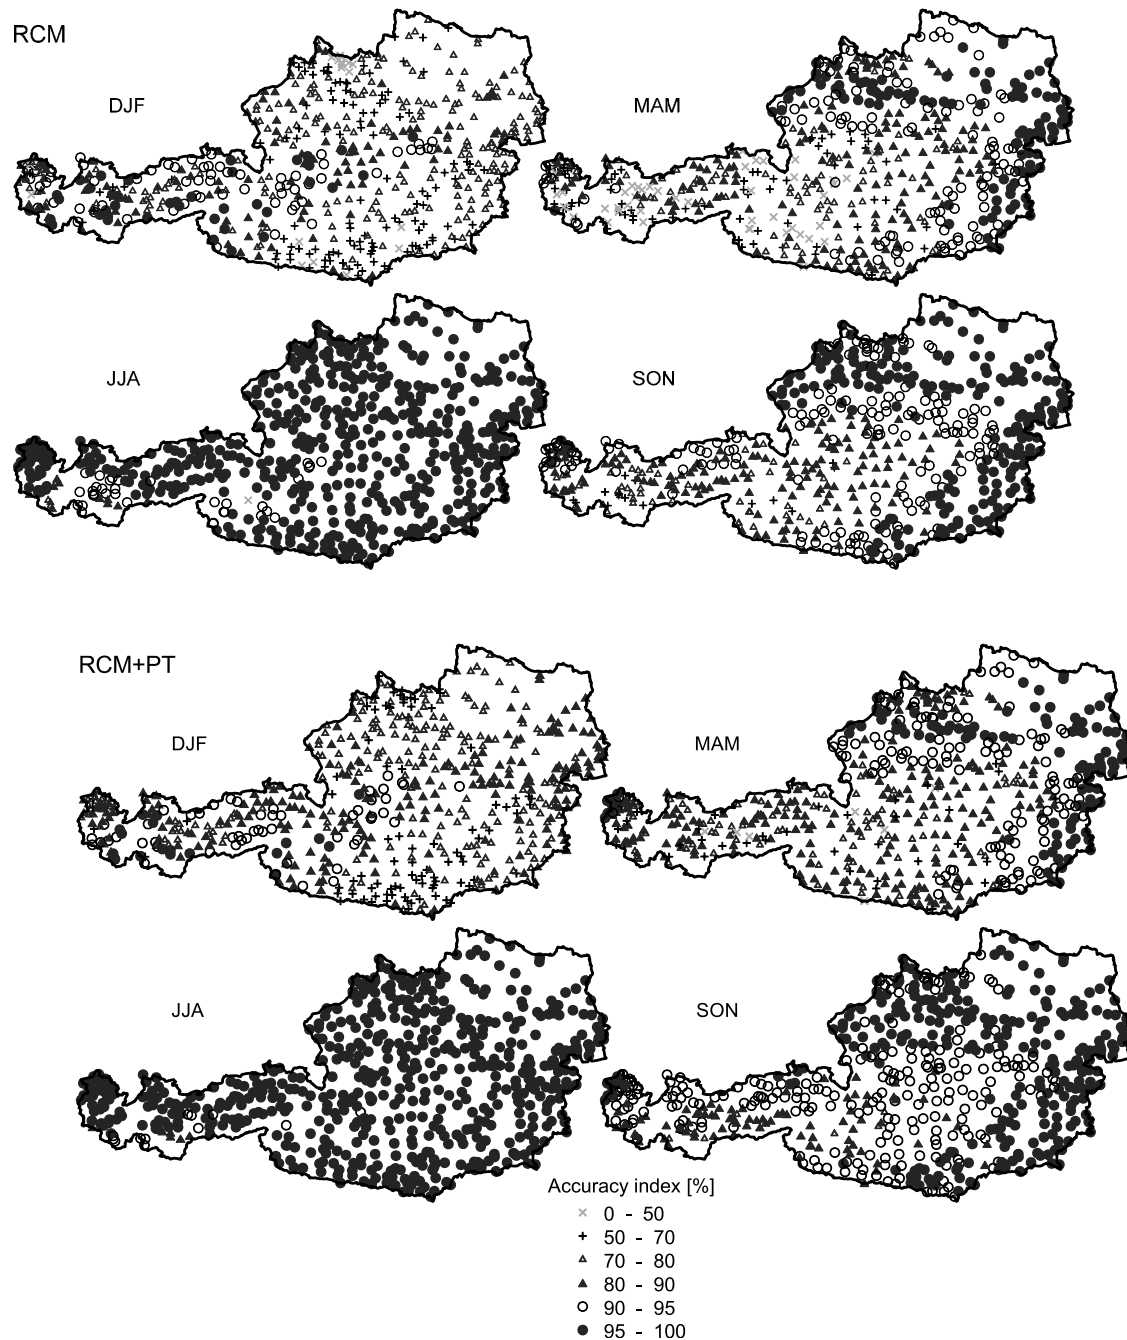 RCM
DJF
MAM
JJA
SON
RCM+PT
DJF
MAM
JJA
SON
Accuracy index [%]
0 - 50
50 - 70
70 - 80
80 - 90
90 - 95
95 - 100